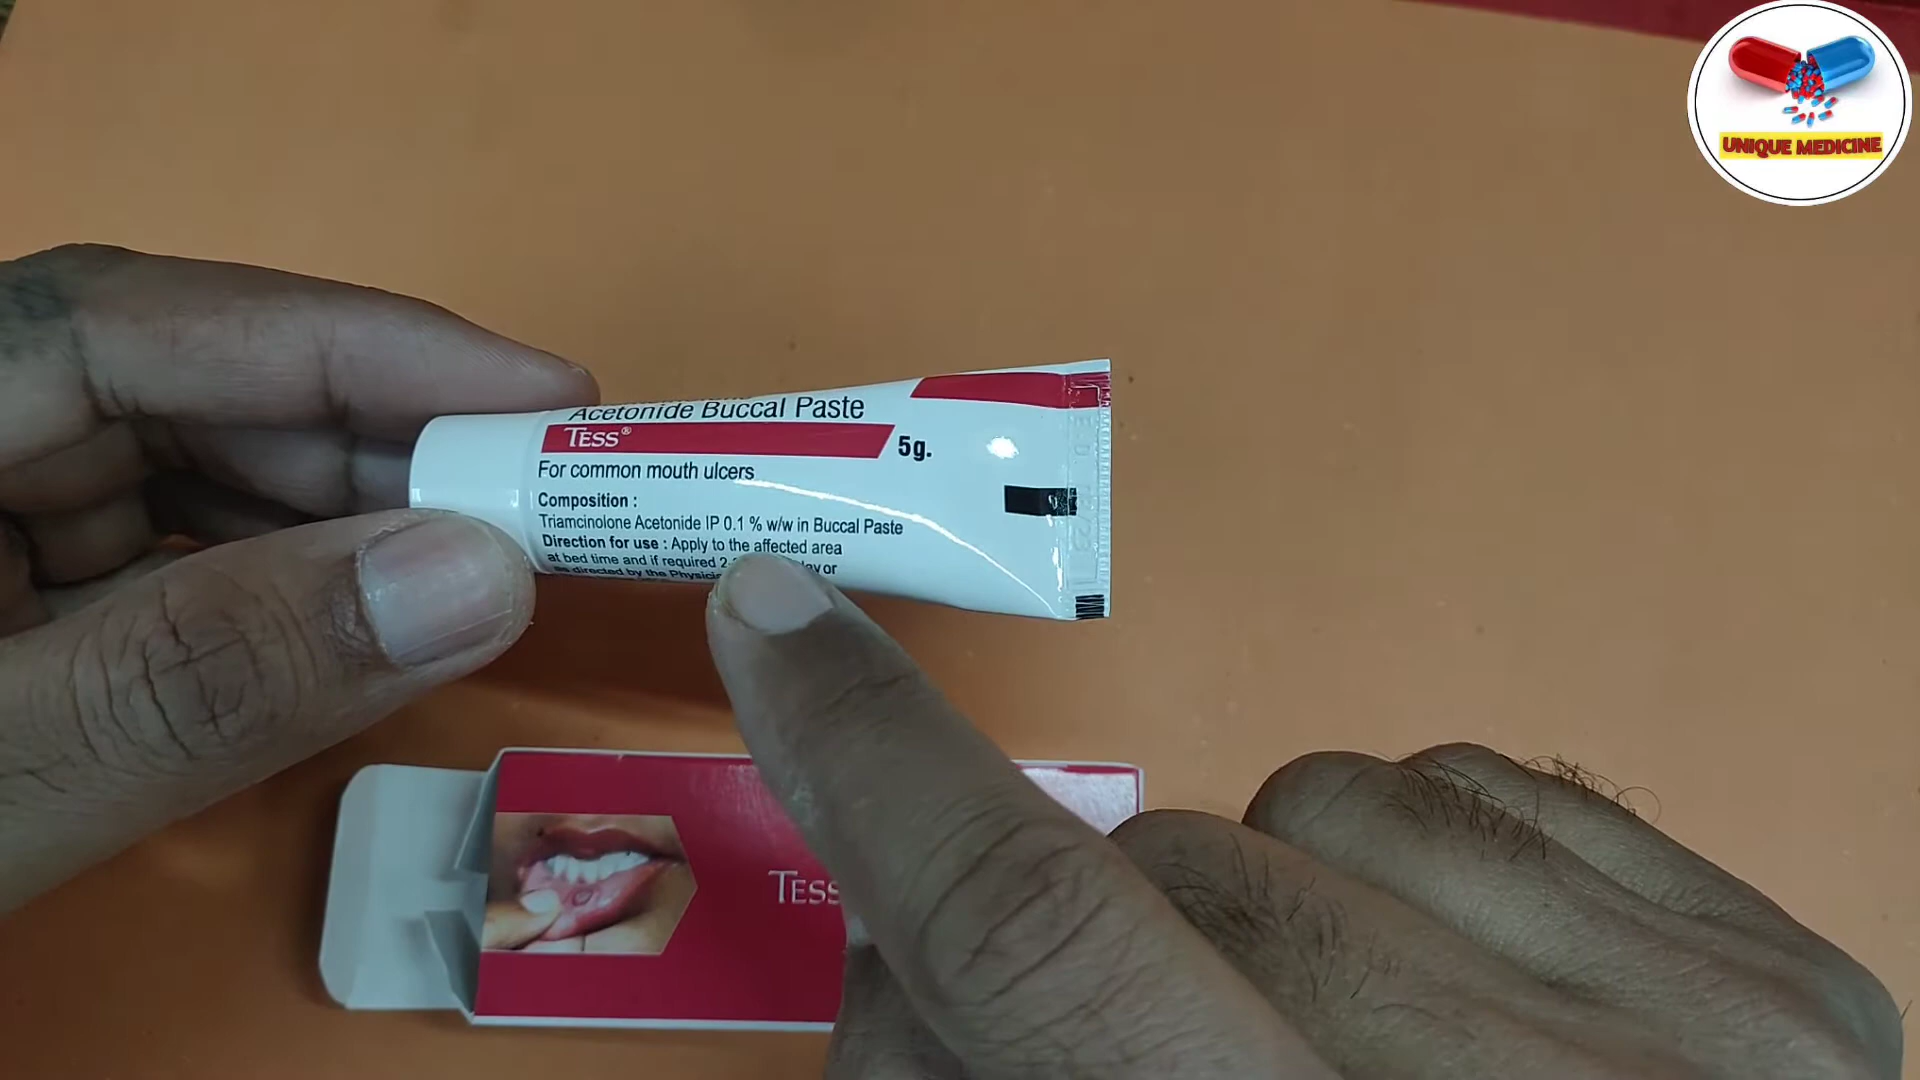 UNIQUE MEDICINE
Acetonide Buccal Paste
TESS®
5g.
For common mouth ulcers
Composition :
Triamcinolone Acetonide IP 0.1 % w/w in Buccal Paste
Direction for use : Apply to the affected area
at bed time and if required or
as directed by the
TESS